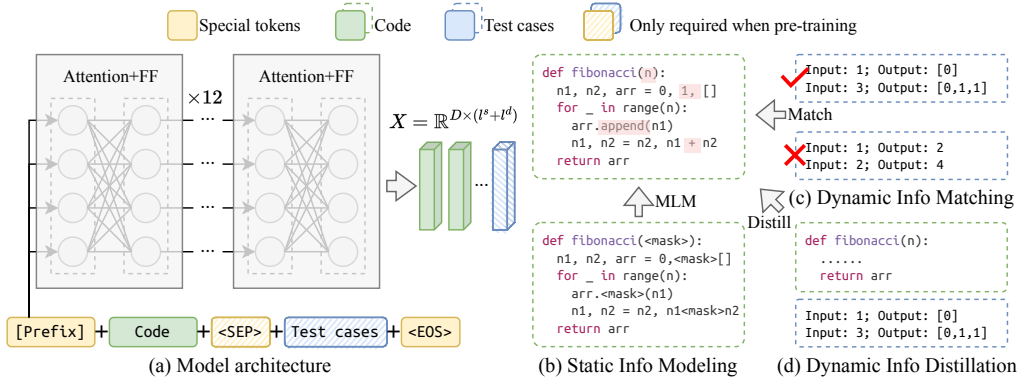 Special tokens
Code
Test cases
Only required when pre-training
Attention+FF
Attention+FF
×12
...
...
...
...
X = ℝ^{D×(l^s+l^d)}
...
[Prefix]+Code+<SEP>+Test cases+<EOS>
(a) Model architecture
def fibonacci(n):
n1, n2, arr = 0, 1, []
for _ in range(n):
arr.append(n1)
n1, n2 = n2, n1 + n2
return arr
MLM
def fibonacci(<mask>):
n1, n2, arr = 0,<mask>[]
for _ in range(n):
arr.<mask>(n1)
n1, n2 = n2, n1<mask>n2
return arr
(b) Static Info Modeling
Input: 1; Output: [0]
Input: 3; Output: [0,1,1]
Match
Input: 1; Output: 2
Input: 2; Output: 4
(c) Dynamic Info Matching
Distill
def fibonacci(n):
......
return arr
Input: 1; Output: [0]
Input: 3; Output: [0,1,1]
(d) Dynamic Info Distillation